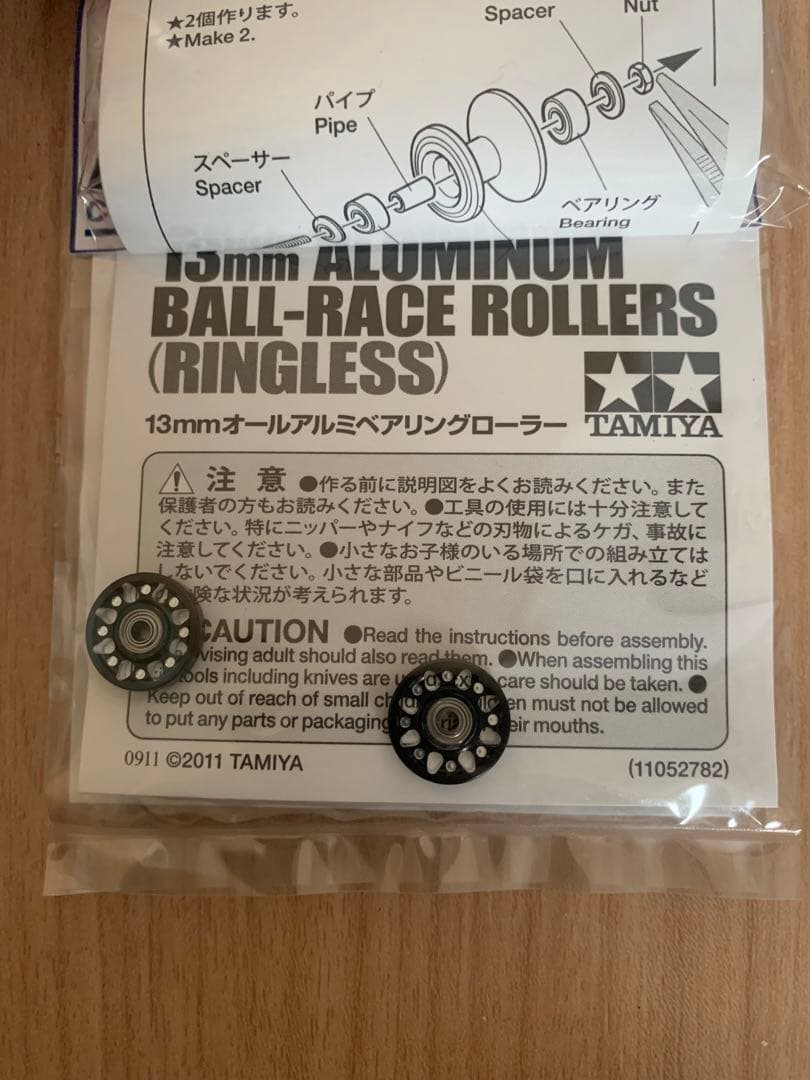 ★2個作ります。
★Make 2.
Spacer
Nut
パイプ
Pipe
スペーサー
Spacer
ベアリング
Bearing
13mm ALUMINUM
BALL-RACE ROLLERS
(RINGLESS)
TAMIYA
13mmオールアルミベアリングローラー
注意 ●作る前に説明図をよくお読みください。また
保護者の方もお読みください。●工具の使用には十分注意して
ください。特にニッパーやナイフなどの刃物によるケガ、事故に
注意してください。●小さなお子様のいる場所での組み立ては
しないでください。小さな部品やビニール袋を口に入れるなど
険な状況が考えられます。
CAUTION ●Read the instructions before assembly.
vising adult should also read them. ●When assembling this
tools including knives are care should be taken. ●
Keep out of reach of small must not be allowed
to put any parts or packaging mouths.
0911 ©2011 TAMIYA
(11052782)